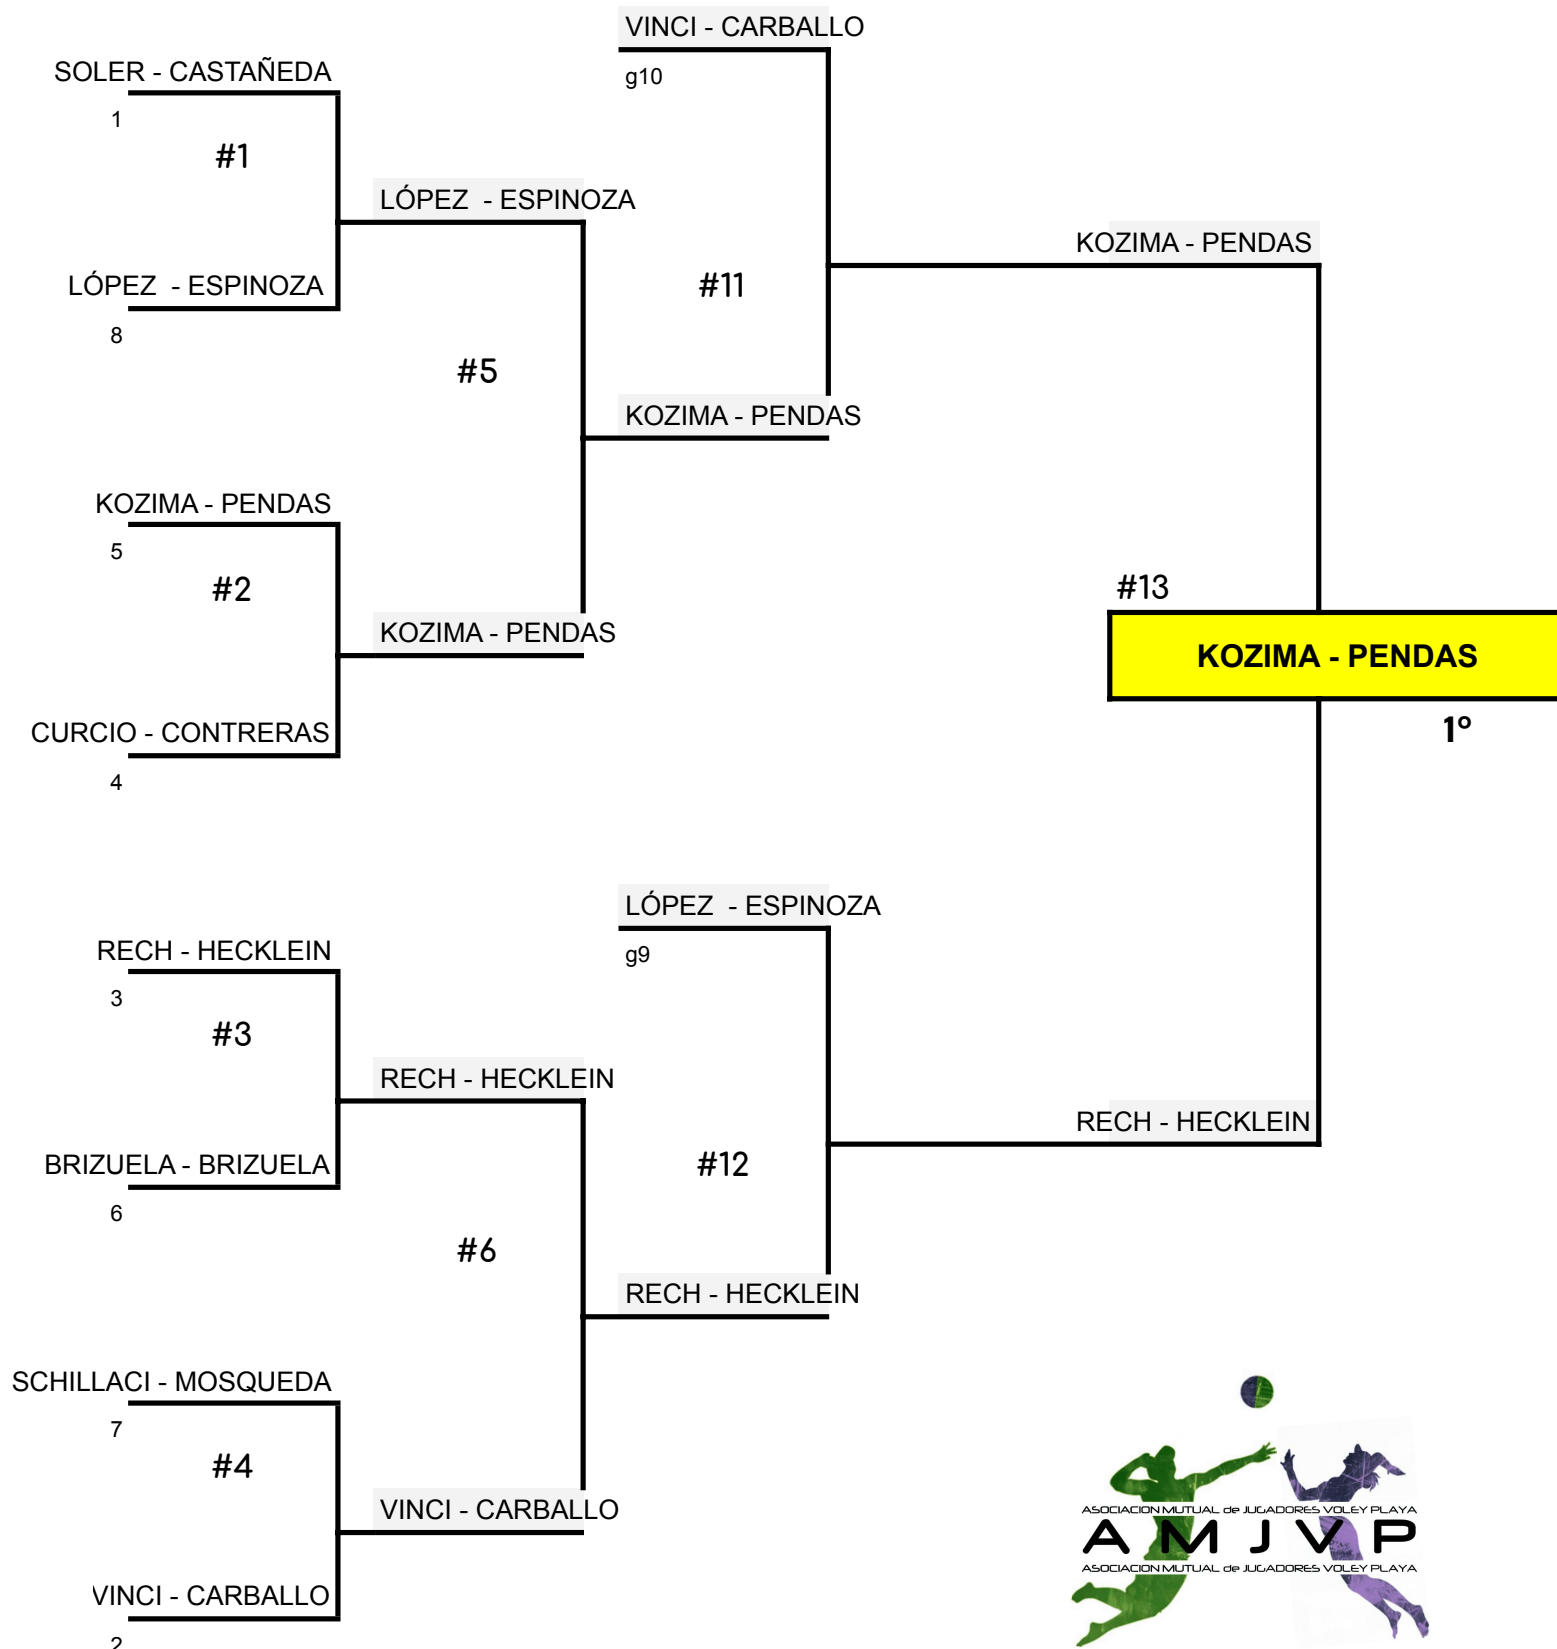 VINCI - CARBALLO
g10
SOLER - CASTAÑEDA
1
#1
LÓPEZ - ESPINOZA
KOZIMA - PENDAS
LÓPEZ - ESPINOZA
8
#11
#5
KOZIMA - PENDAS
KOZIMA - PENDAS
5
#2
#13
KOZIMA - PENDAS
KOZIMA - PENDAS
1º
CURCIO - CONTRERAS
4
LÓPEZ - ESPINOZA
g9
RECH - HECKLEIN
3
#3
RECH - HECKLEIN
RECH - HECKLEIN
BRIZUELA - BRIZUELA
6
#12
#6
RECH - HECKLEIN
SCHILLACI - MOSQUEDA
7
#4
VINCI - CARBALLO
VINCI - CARBALLO
2
ASOCIACION MUTUAL de JUGADORES VOLEY PLAYA
AMJVP
ASOCIACION MUTUAL de JUGADORES VOLEY PLAYA